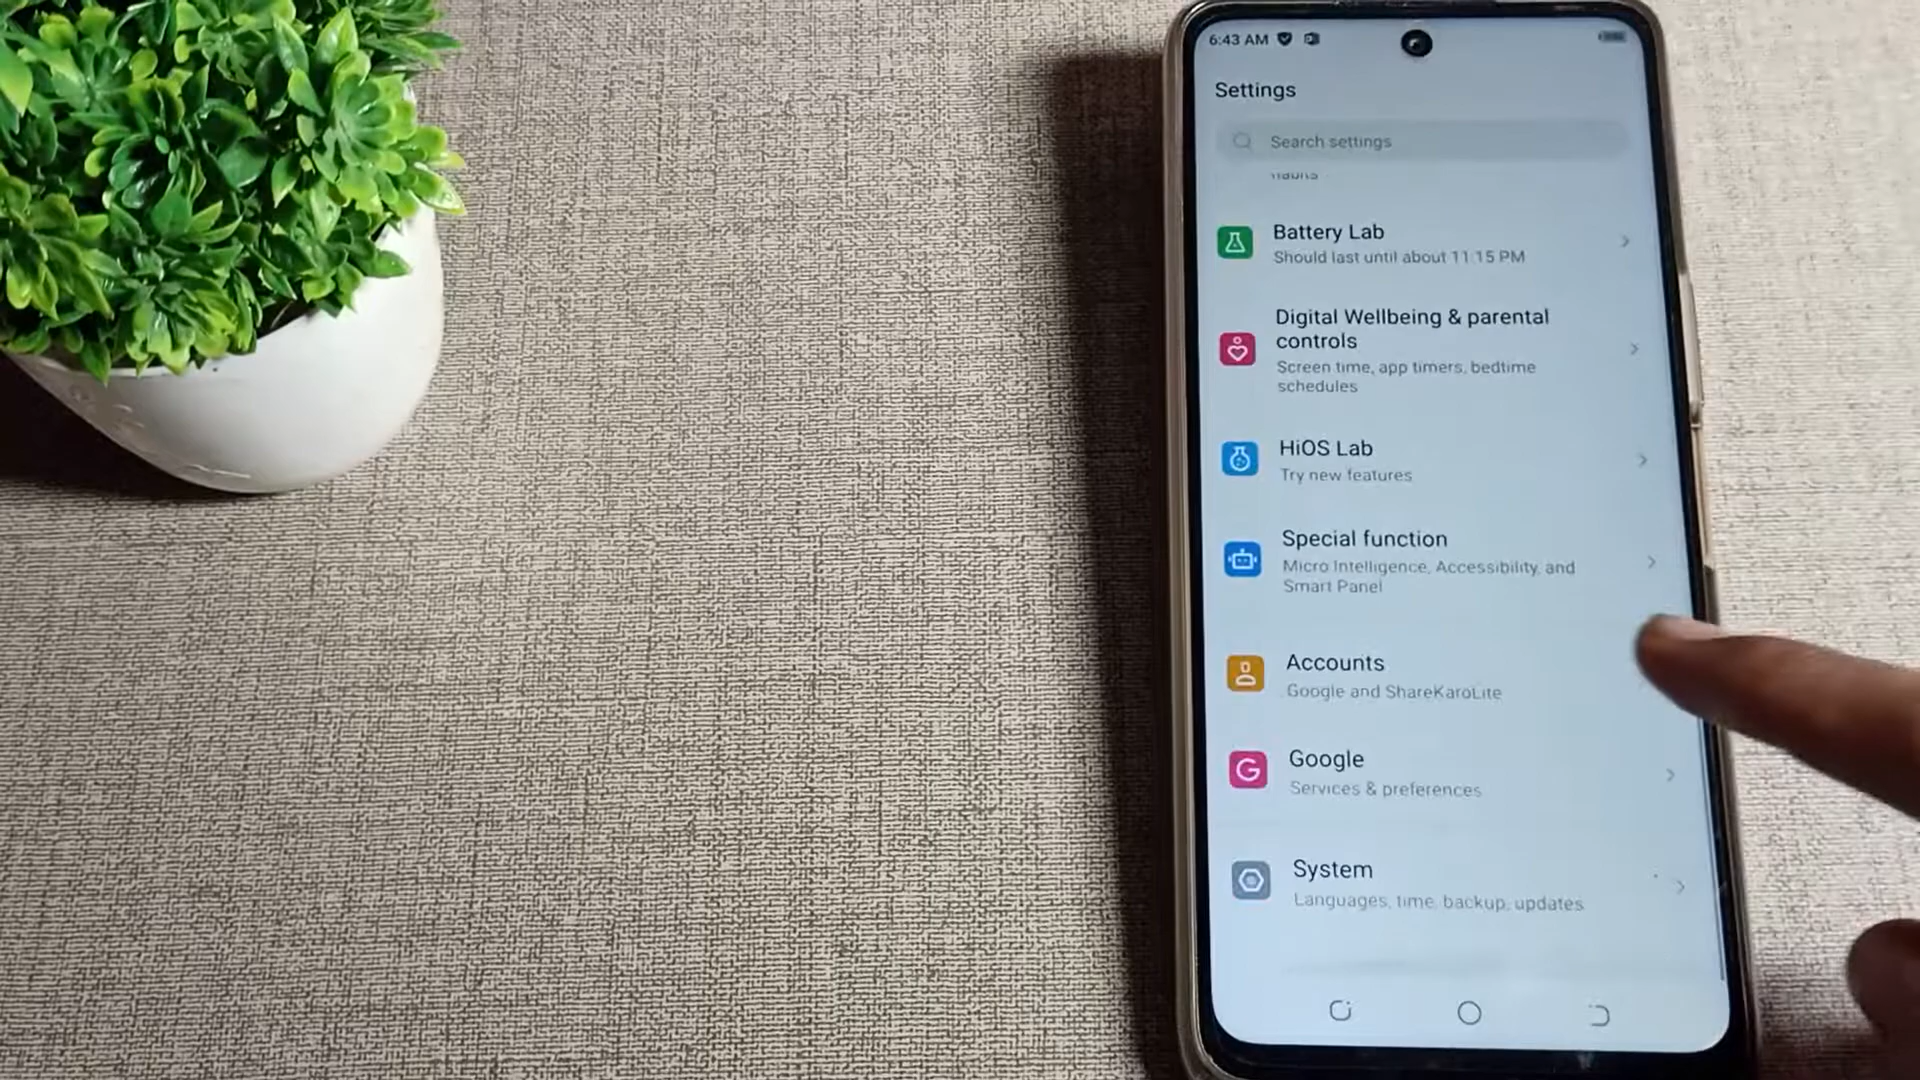 6:43 AM
Settings
Search settings
Battery Lab
Should last until about 11:15 PM
Digital Wellbeing & parental
controls
Screen time, app timers, bedtime
schedules
HiOS Lab
Try new features
Special function
Micro Intelligence, Accessibility, and
Smart Panel
Accounts
Google and ShareKaroLite
Google
Services & preferences
System
Languages, time, backup, updates